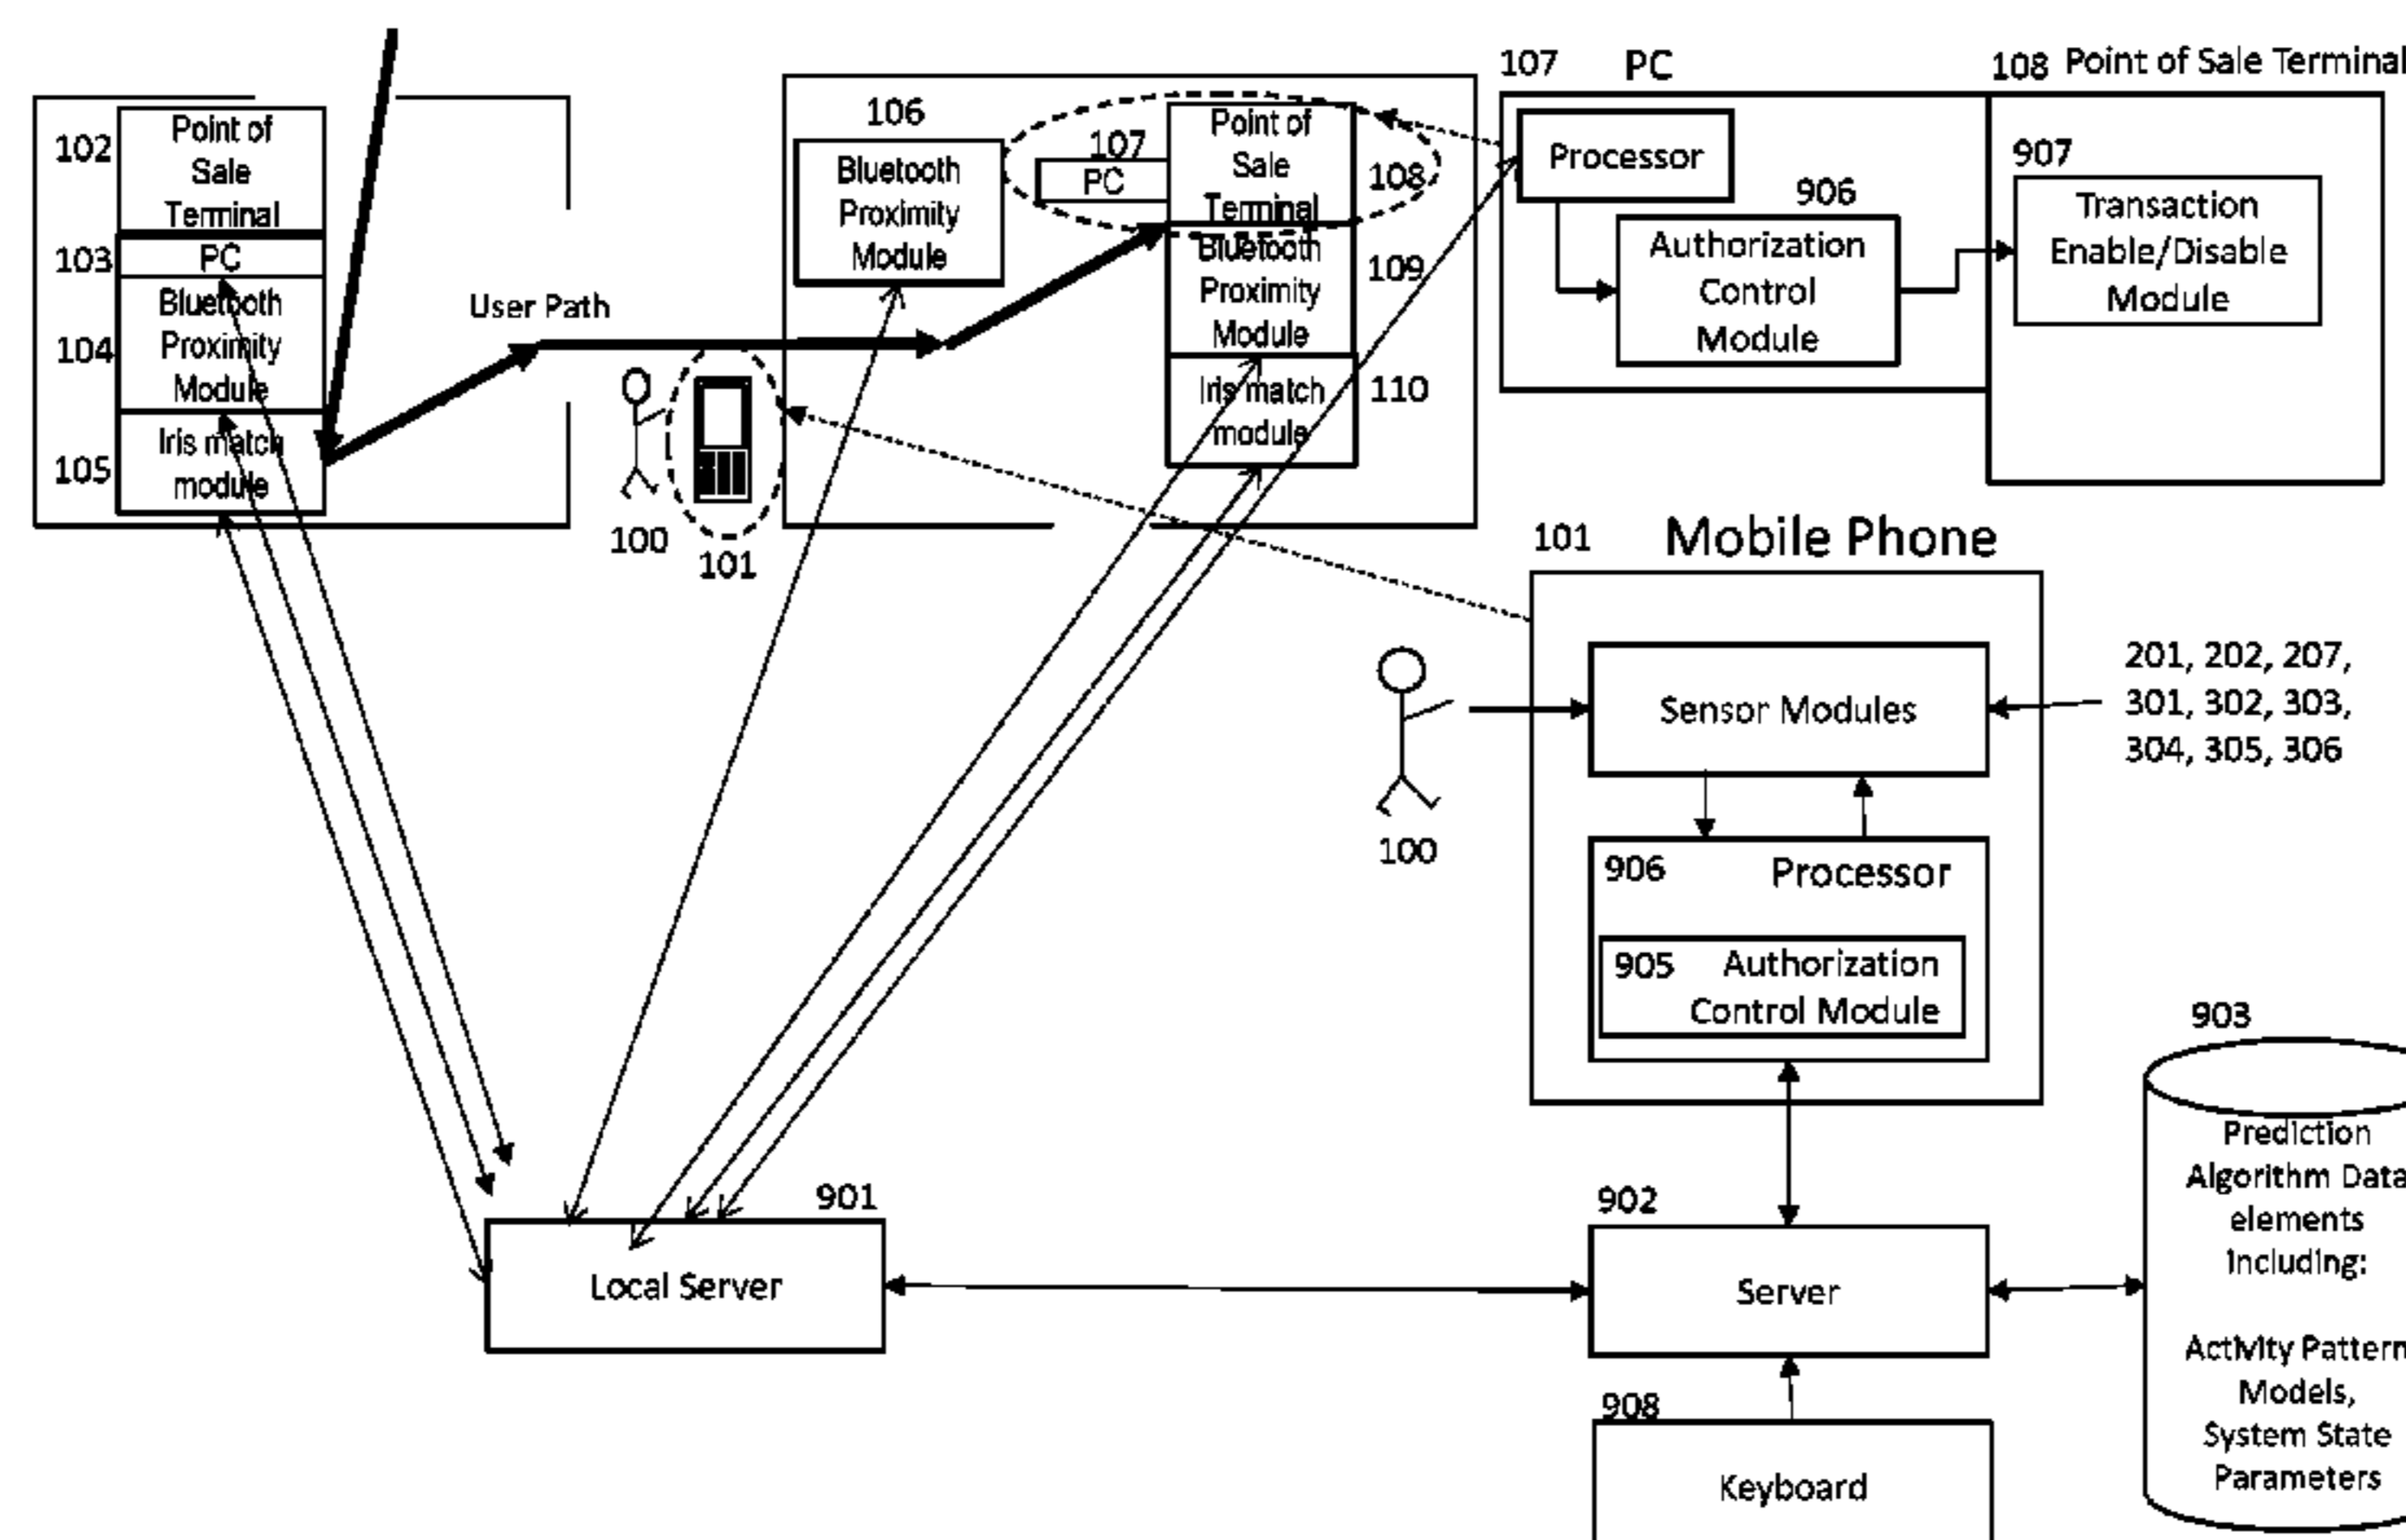 102
Point of
Sale
Terminal
103
PC
104
Bluetooth
Proximity
Module
105
Iris match
module
User Path
100
101
106
Bluetooth
Proximity
Module
107
PC
Point of
Sale
Terminal
108
Bluetooth
Proximity
Module
109
Iris match
module
110
107 PC
Processor
906
Authorization
Control
Module
108 Point of Sale Terminal
907
Transaction
Enable/Disable
Module
101 Mobile Phone
Sensor Modules
201, 202, 207,
301, 302, 303,
304, 305, 306
100
906 Processor
905 Authorization
Control Module
901
Local Server
902
Server
903
Prediction
Algorithm Data
elements
including:
Activity Pattern
Models,
System State
Parameters
908
Keyboard